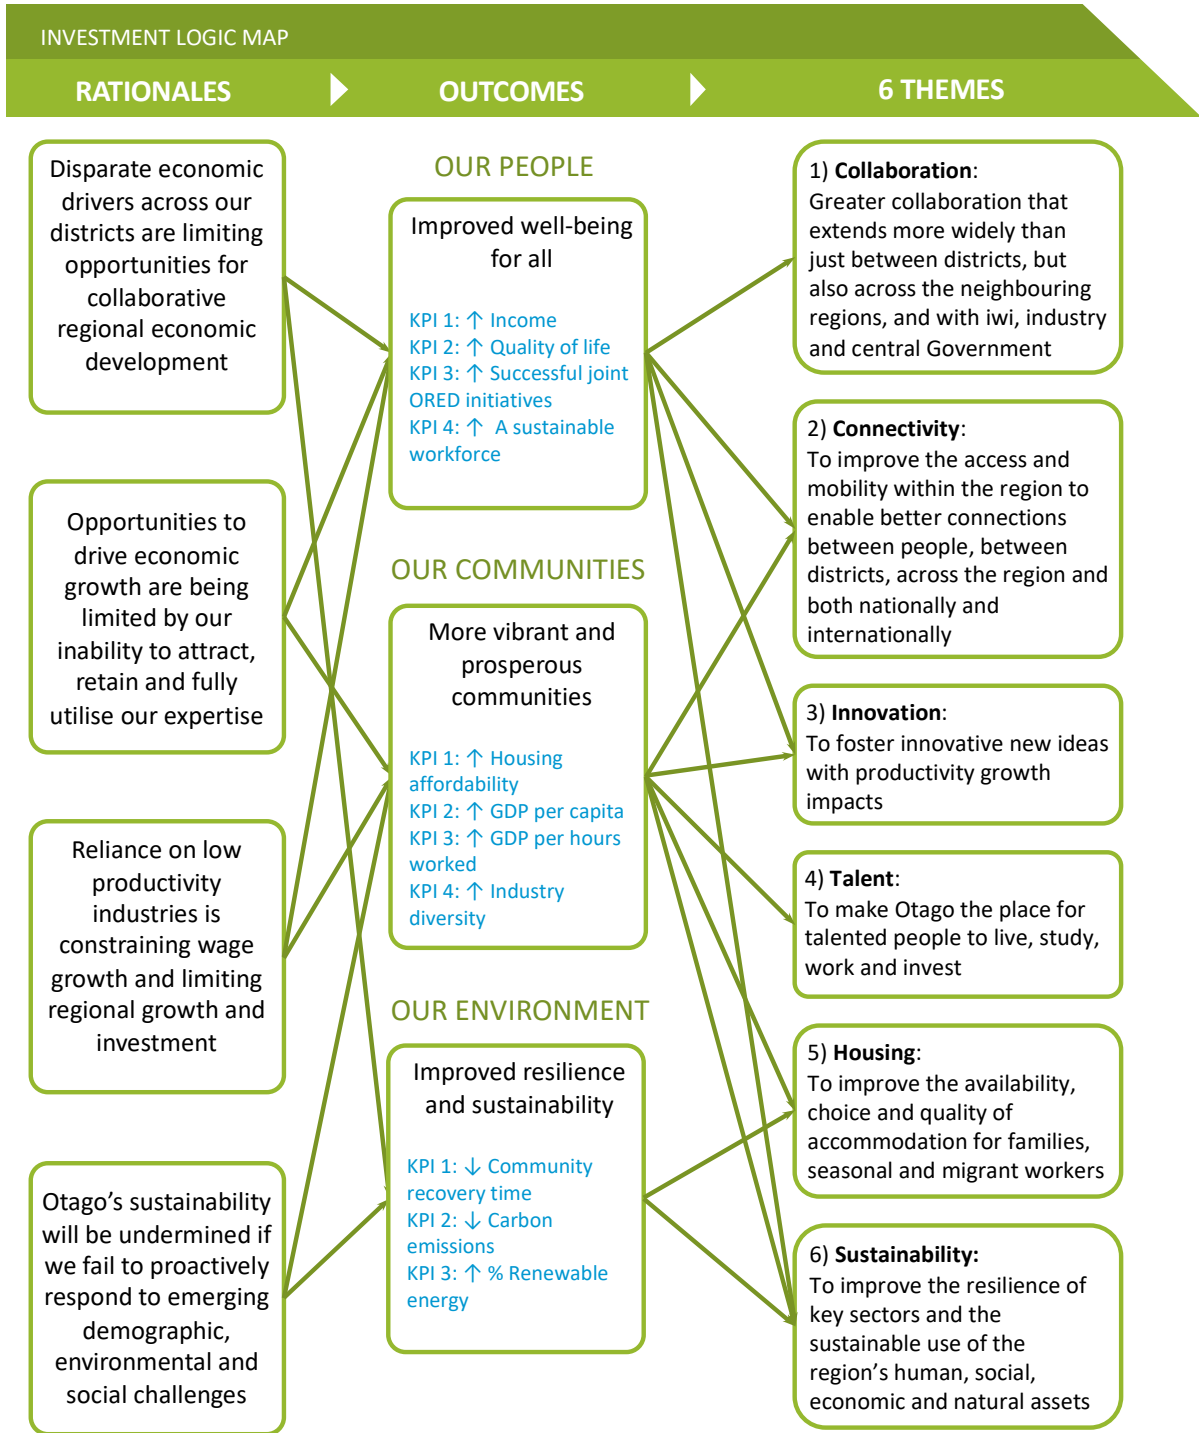 INVESTMENT LOGIC MAP
RATIONALES
OUTCOMES
6 THEMES
Disparate economic
drivers across our
districts are limiting
opportunities for
collaborative
regional economic
development
Opportunities to
drive economic
growth are being
limited by our
inability to attract,
retain and fully
utilise our expertise
Reliance on low
productivity
industries is
constraining wage
growth and limiting
regional growth and
investment
Otago’s sustainability
will be undermined if
we fail to proactively
respond to emerging
demographic,
environmental and
social challenges
OUR PEOPLE
Improved well-being
for all
KPI 1: ↑ Income
KPI 2: ↑ Quality of life
KPI 3: ↑ Successful joint
ORED initiatives
KPI 4: ↑ A sustainable
workforce
OUR COMMUNITIES
More vibrant and
prosperous
communities
KPI 1: ↑ Housing
affordability
KPI 2: ↑ GDP per capita
KPI 3: ↑ GDP per hours
worked
KPI 4: ↑ Industry
diversity
OUR ENVIRONMENT
Improved resilience
and sustainability
KPI 1: ↓ Community
recovery time
KPI 2: ↓ Carbon
emissions
KPI 3: ↑ % Renewable
energy
1) Collaboration:
Greater collaboration that
extends more widely than
just between districts, but
also across the neighbouring
regions, and with iwi, industry
and central Government
2) Connectivity:
To improve the access and
mobility within the region to
enable better connections
between people, between
districts, across the region and
both nationally and
internationally
3) Innovation:
To foster innovative new ideas
with productivity growth
impacts
4) Talent:
To make Otago the place for
talented people to live, study,
work and invest
5) Housing:
To improve the availability,
choice and quality of
accommodation for families,
seasonal and migrant workers
6) Sustainability:
To improve the resilience of
key sectors and the
sustainable use of the
region’s human, social,
economic and natural assets